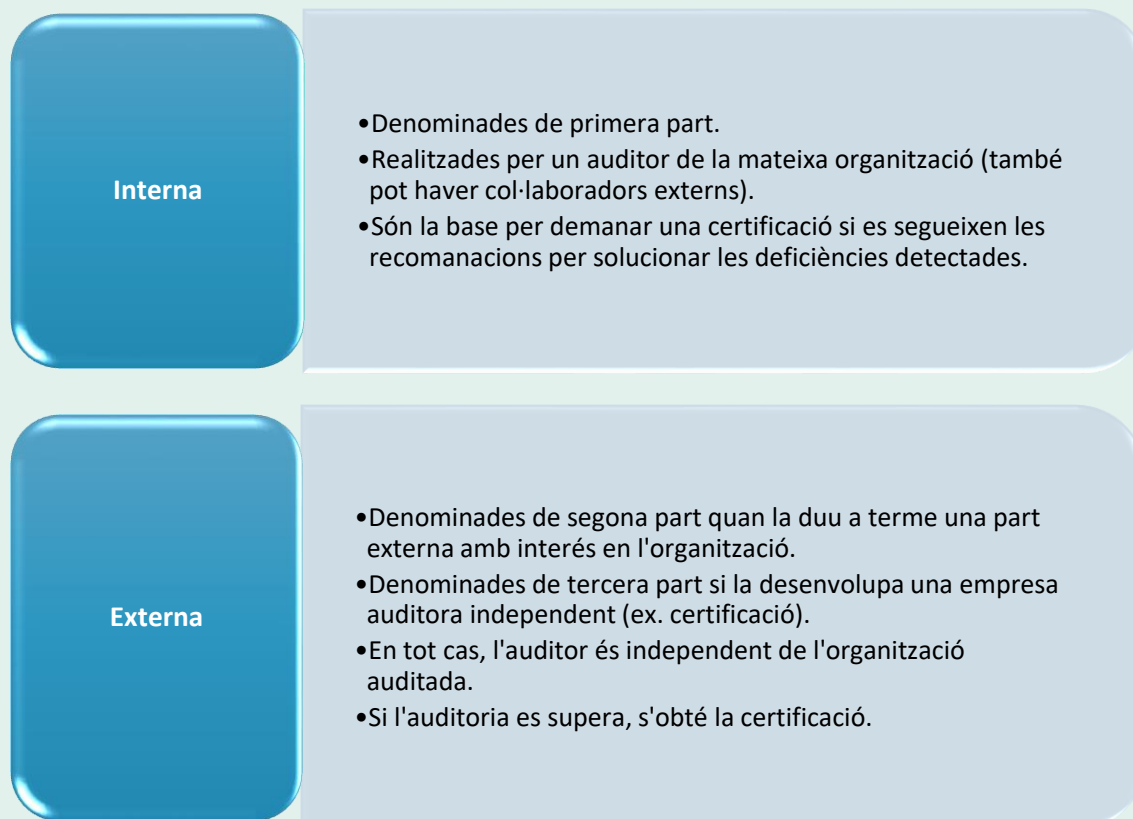 Interna
•Denominades de primera part.
•Realitzades per un auditor de la mateixa organització (també
pot haver col·laboradors externs).
•Són la base per demanar una certificació si es segueixen les
recomanacions per solucionar les deficiències detectades.
Externa
•Denominades de segona part quan la duu a terme una part
externa amb interés en l'organització.
•Denominades de tercera part si la desenvolupa una empresa
auditora independent (ex. certificació).
•En tot cas, l'auditor és independent de l'organització
auditada.
•Si l'auditoria es supera, s'obté la certificació.